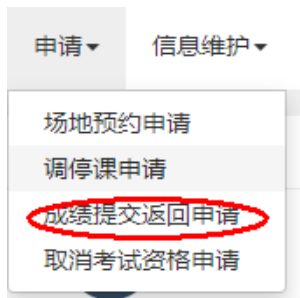 申请▾ 信息维护▾
场地预约申请
调停课申请
成绩提交返回申请
取消考试资格申请